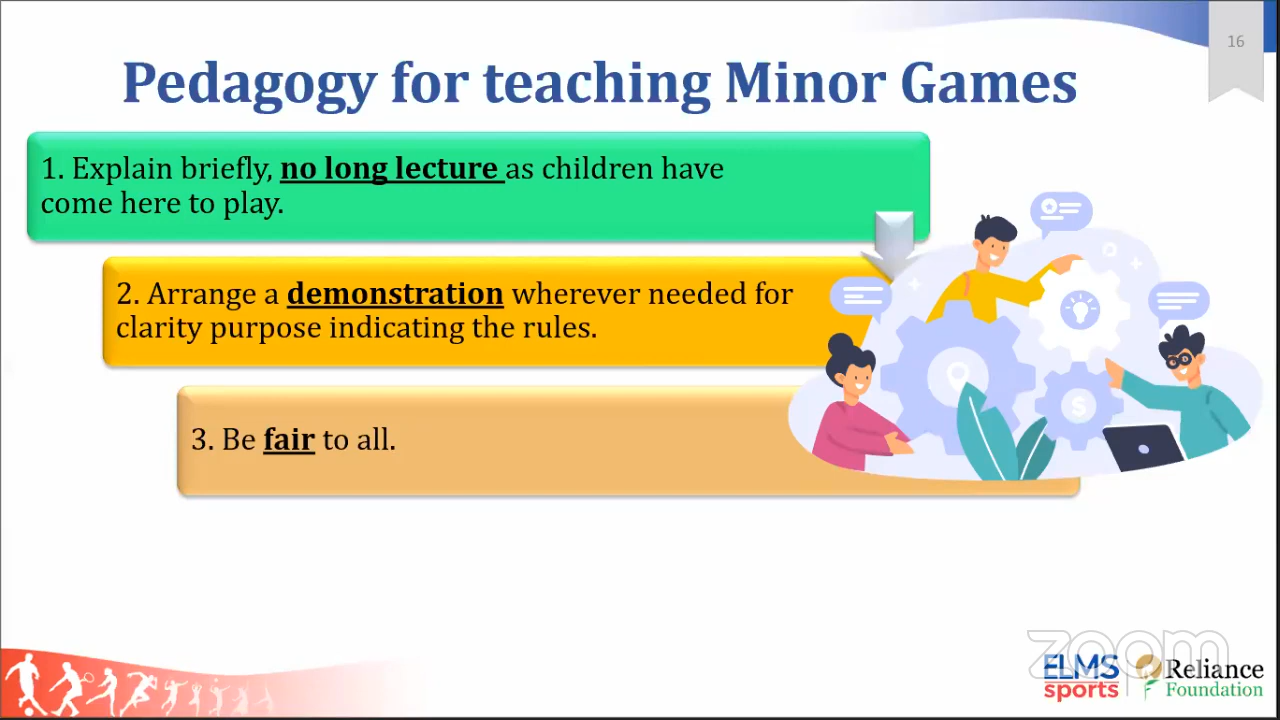 16
Pedagogy for teaching Minor Games
1. Explain briefly, no long lecture as children have
come here to play.
2. Arrange a demonstration wherever needed for
clarity purpose indicating the rules.
3. Be fair to all.
$
zoom
ELMS
sports
Reliance
Foundation